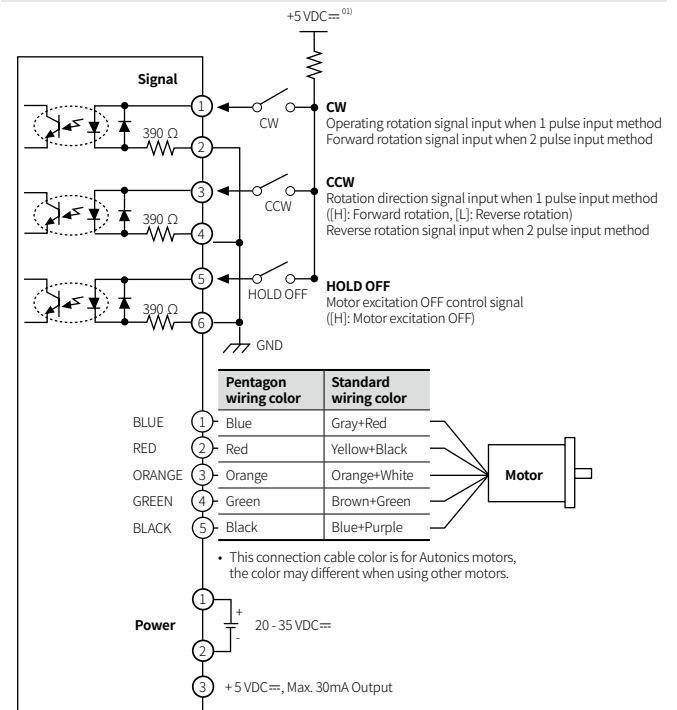 +5 VDC⎓ 01)
Signal
1
CW
CW
Operating rotation signal input when 1 pulse input method
Forward rotation signal input when 2 pulse input method
390 Ω
2
3
CCW
CCW
Rotation direction signal input when 1 pulse input method
([H]: Forward rotation, [L]: Reverse rotation)
Reverse rotation signal input when 2 pulse input method
390 Ω
4
5
HOLD OFF
HOLD OFF
Motor excitation OFF control signal
([H]: Motor excitation OFF)
390 Ω
6
GND
Pentagon wiring color
Standard wiring color
BLUE 1 Blue Gray+Red
RED 2 Red Yellow+Black
ORANGE 3 Orange Orange+White
GREEN 4 Green Brown+Green
BLACK 5 Black Blue+Purple
Motor
• This connection cable color is for Autonics motors,
the color may different when using other motors.
1
Power
+
-
20 - 35 VDC⎓
2
3 + 5 VDC⎓, Max. 30mA Output